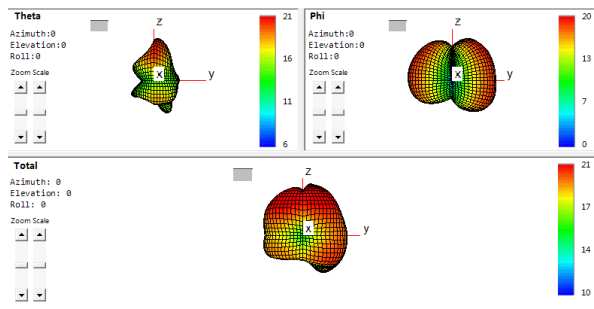 Theta
Azimuth:0
Elevation:0
Roll:0
Zoom Scale
z
x
y
21
16
11
6
Phi
Azimuth:0
Elevation:0
Roll:0
Zoom Scale
z
x
y
20
13
7
0
Total
Azimuth: 0
Elevation: 0
Roll: 0
Zoom Scale
z
x
y
21
17
14
10